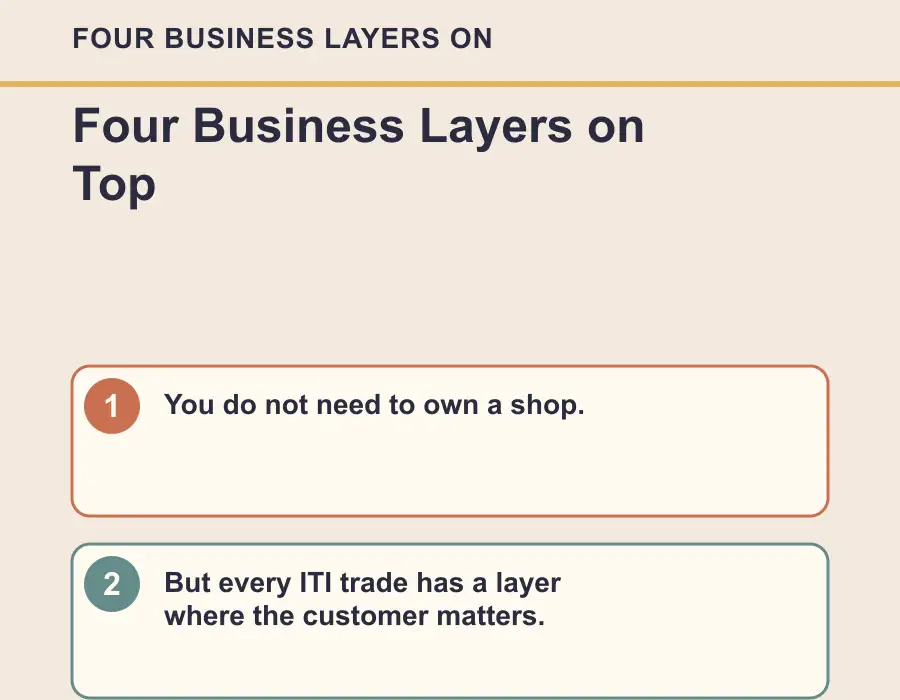 FOUR BUSINESS LAYERS ON
Four Business Layers on
Top
1
You do not need to own a shop.
2
But every ITI trade has a layer
where the customer matters.